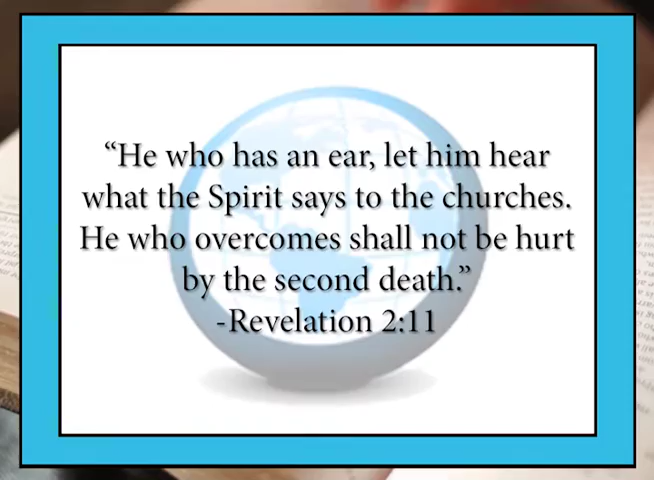 “He who has an ear, let him hear
what the Spirit says to the churches.
He who overcomes shall not be hurt
by the second death.”
-Revelation 2:11